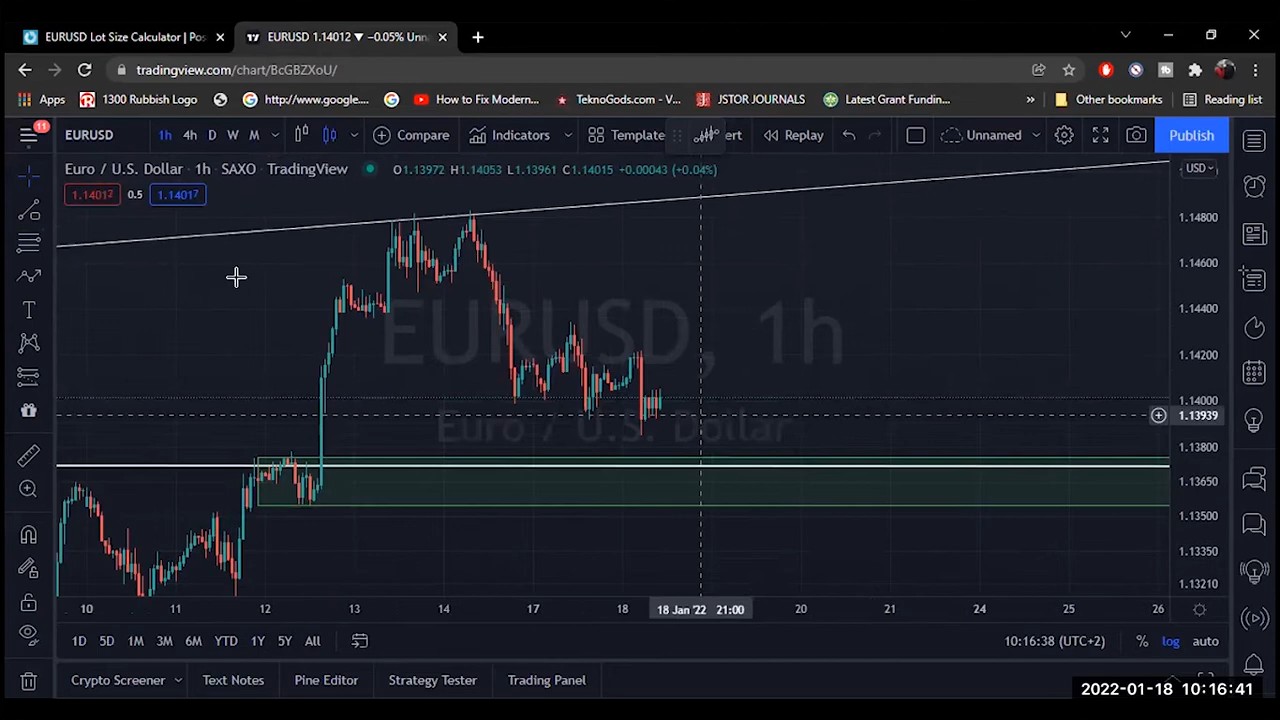 EURUSD Lot Size Calculator | Pos
EURUSD 1.14012 ▼ −0.05% Unn
tradingview.com/chart/BcGBZXoU/
Apps
1300 Rubbish Logo
http://www.google....
How to Fix Modern...
TeknoGods.com - V...
JSTOR JOURNALS
Latest Grant Fundin...
»
Other bookmarks
Reading list
11
EURUSD
1h 4h D W M
Compare
Indicators
Template
ert
Replay
Unnamed
Publish
Euro / U.S. Dollar · 1h · SAXO TradingView
O1.13972 H1.14053 L1.13961 C1.14015 +0.00043 (+0.04%)
USD
1.14012 0.5 1.14017
1.14800
1.14600
1.14400
1.14200
1.14000
1.13939
1.13800
1.13650
1.13500
1.13350
1.13210
EURUSD, 1h
Euro / U.S. Dollar
10 11 12 13 14 17 18 18 Jan '22 21:00 20 21 24 25 26
1D 5D 1M 3M 6M YTD 1Y 5Y All
10:16:38 (UTC+2)
% log auto
Crypto Screener
Text Notes
Pine Editor
Strategy Tester
Trading Panel
2022-01-18 10:16:41